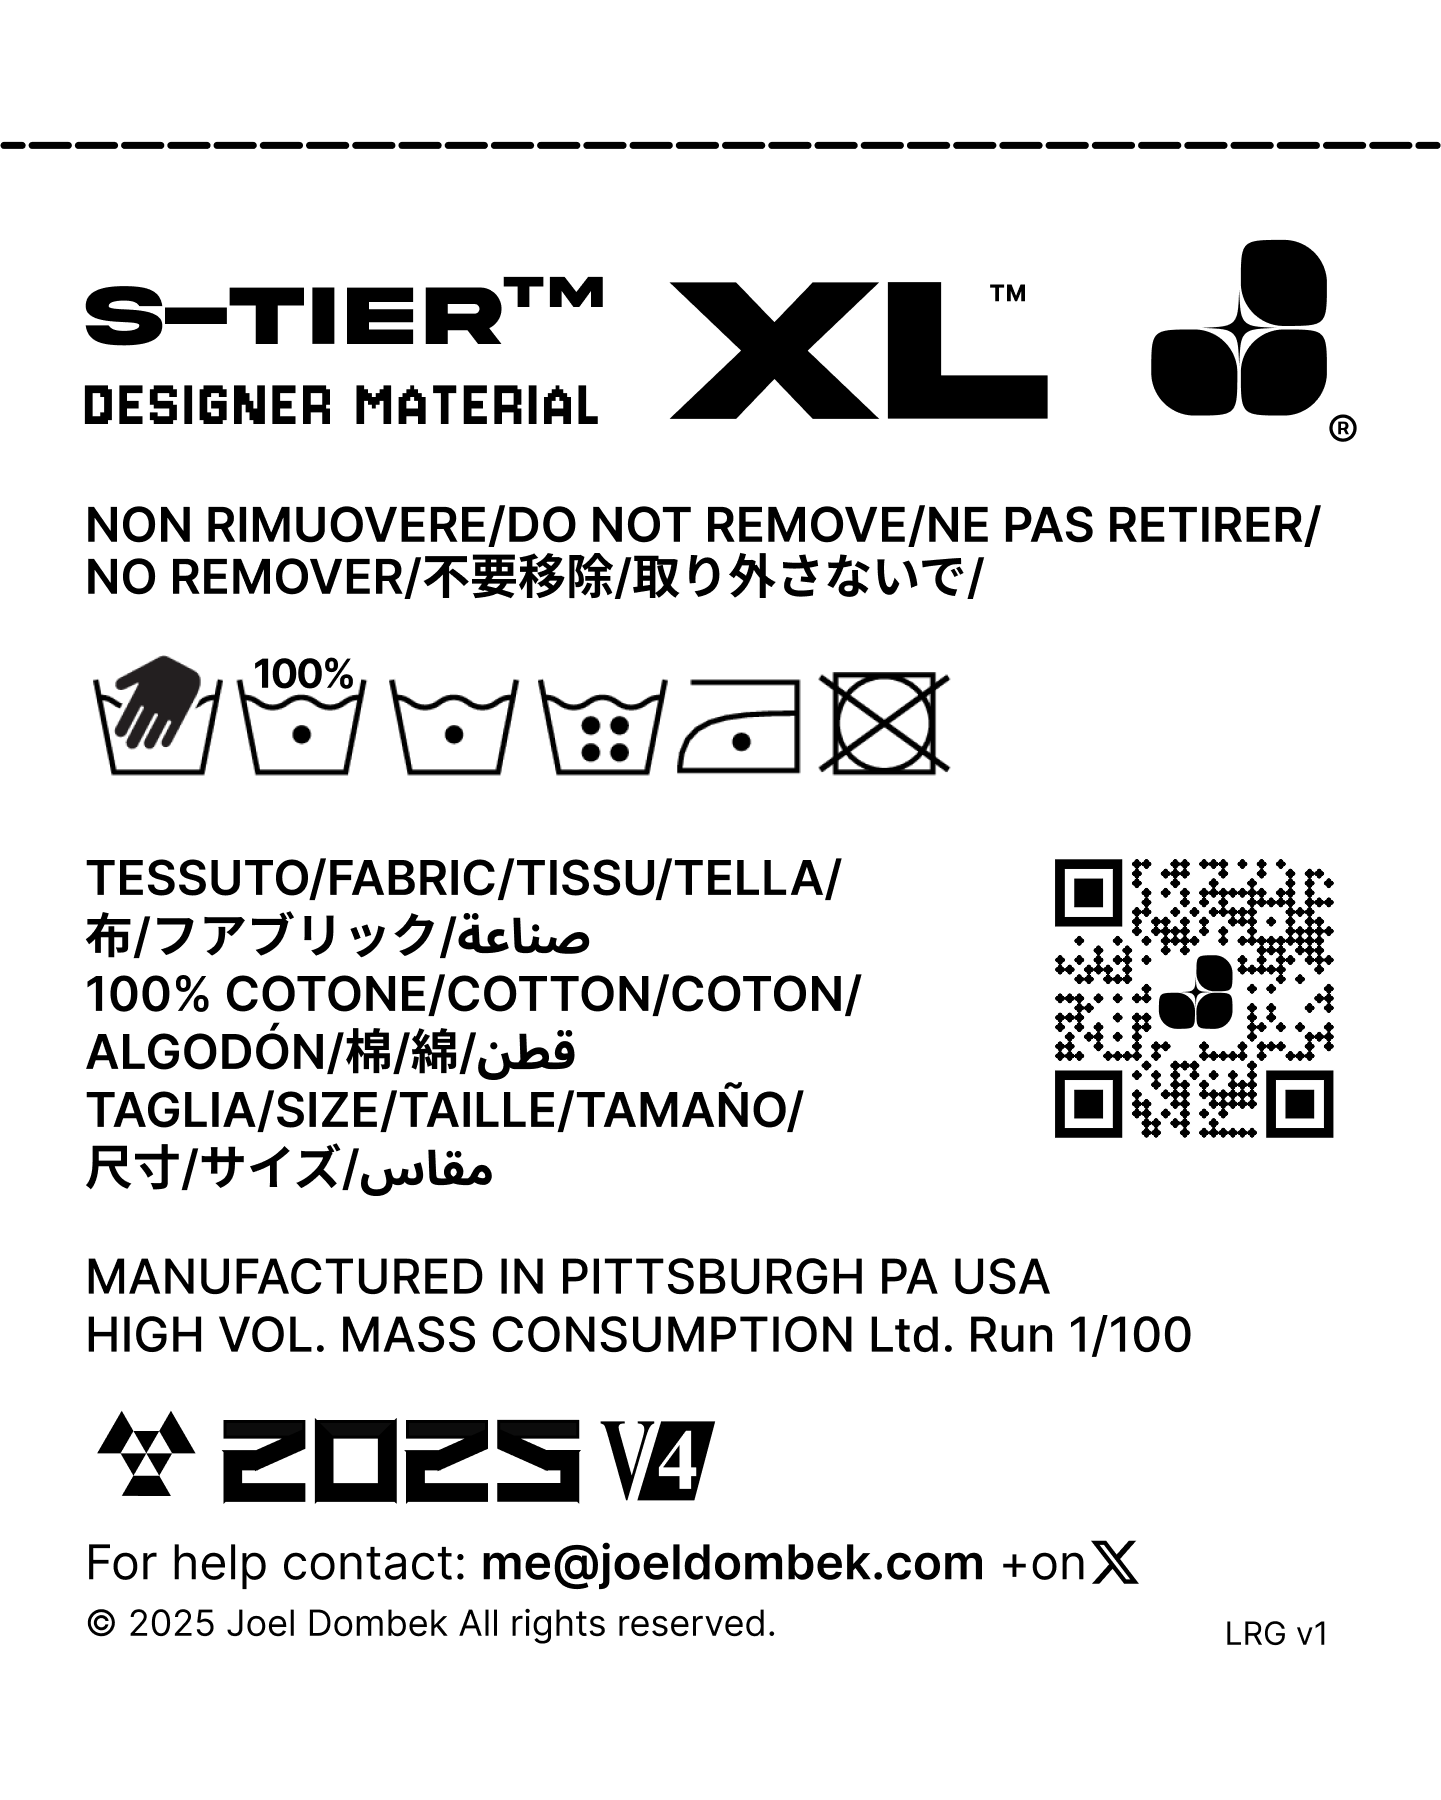 S-TIER™ XL™
DESIGNER MATERIAL
®
NON RIMUOVERE/DO NOT REMOVE/NE PAS RETIRER/
NO REMOVER/不要移除/取り外さないで/
100%
TESSUTO/FABRIC/TISSU/TELLA/
布/フアブリック/صناعة
100% COTONE/COTTON/COTON/
ALGODÓN/棉/綿/قطن
TAGLIA/SIZE/TAILLE/TAMAÑO/
尺寸/サイズ/مقاس
MANUFACTURED IN PITTSBURGH PA USA
HIGH VOL. MASS CONSUMPTION Ltd. Run 1/100
2025 V4
For help contact: me@joeldombek.com +on X
© 2025 Joel Dombek All rights reserved.
LRG v1